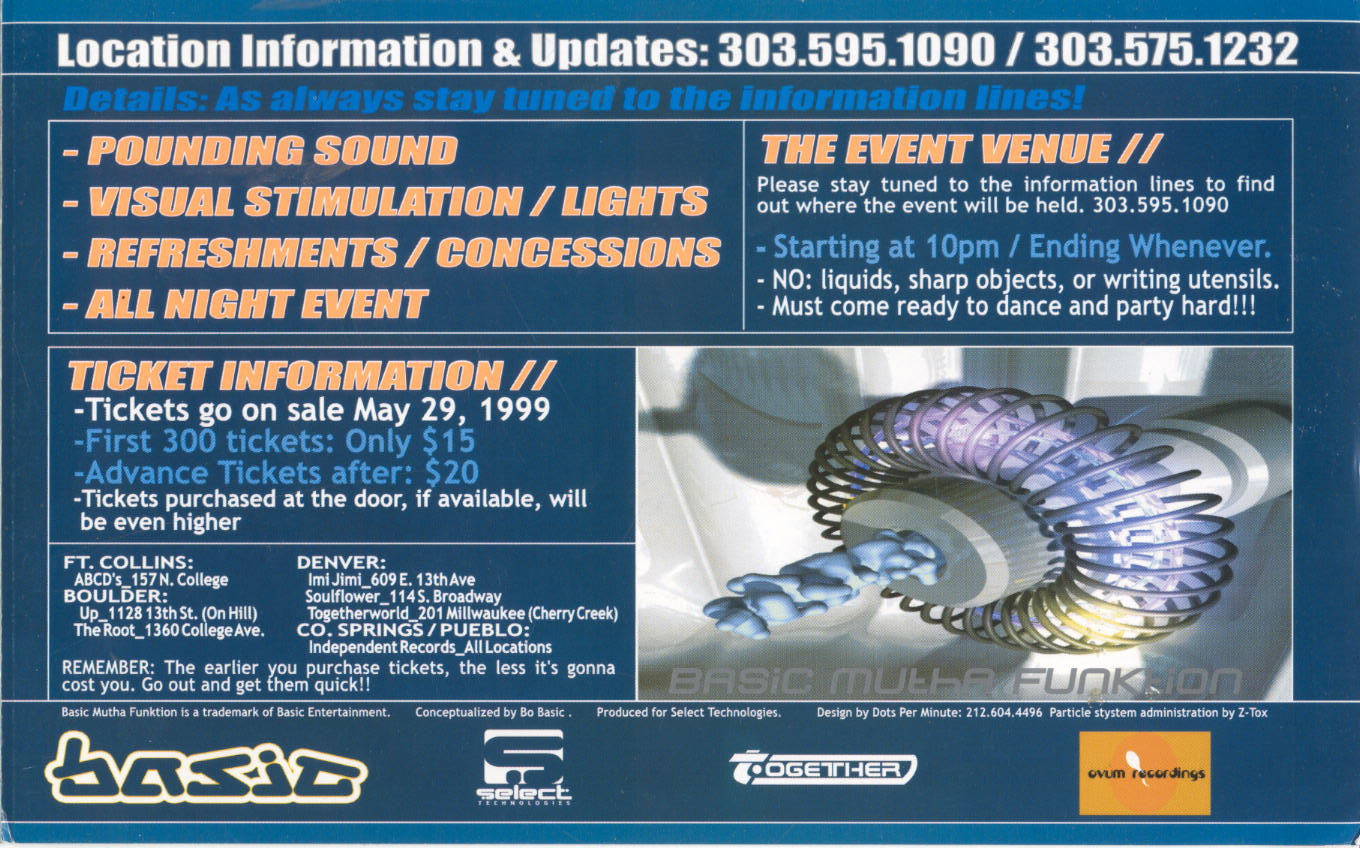 Location Information & Updates: 303.595.1090 / 303.575.1232
Details: As always stay tuned to the information lines!
- POUNDING SOUND
- VISUAL STIMULATION / LIGHTS
- REFRESHMENTS / CONCESSIONS
- ALL NIGHT EVENT
THE EVENT VENUE //
Please stay tuned to the information lines to find
out where the event will be held. 303.595.1090
- Starting at 10pm / Ending Whenever.
- NO: liquids, sharp objects, or writing utensils.
- Must come ready to dance and party hard!!!
TICKET INFORMATION //
-Tickets go on sale May 29, 1999
-First 300 tickets: Only $15
-Advance Tickets after: $20
-Tickets purchased at the door, if available, will
be even higher
FT. COLLINS:
ABCD's_157 N. College
BOULDER:
Up_1128 13th St. (On Hill)
The Root_1360 College Ave.
DENVER:
Imi Jimi_609 E. 13th Ave
Soulflower_114 S. Broadway
Togetherworld_201 Millwaukee (Cherry Creek)
CO. SPRINGS / PUEBLO:
Independent Records_All Locations
REMEMBER: The earlier you purchase tickets, the less it's gonna
cost you. Go out and get them quick!!
BASIC MUTHA FUNKTION
Basic Mutha Funktion is a trademark of Basic Entertainment. Conceptualized by Bo Basic . Produced for Select Technologies. Design by Dots Per Minute: 212.604.4496 Particle stystem administration by Z-Tox
basic
S
select
TECHNOLOGIES
TOGETHER
ovum recordings